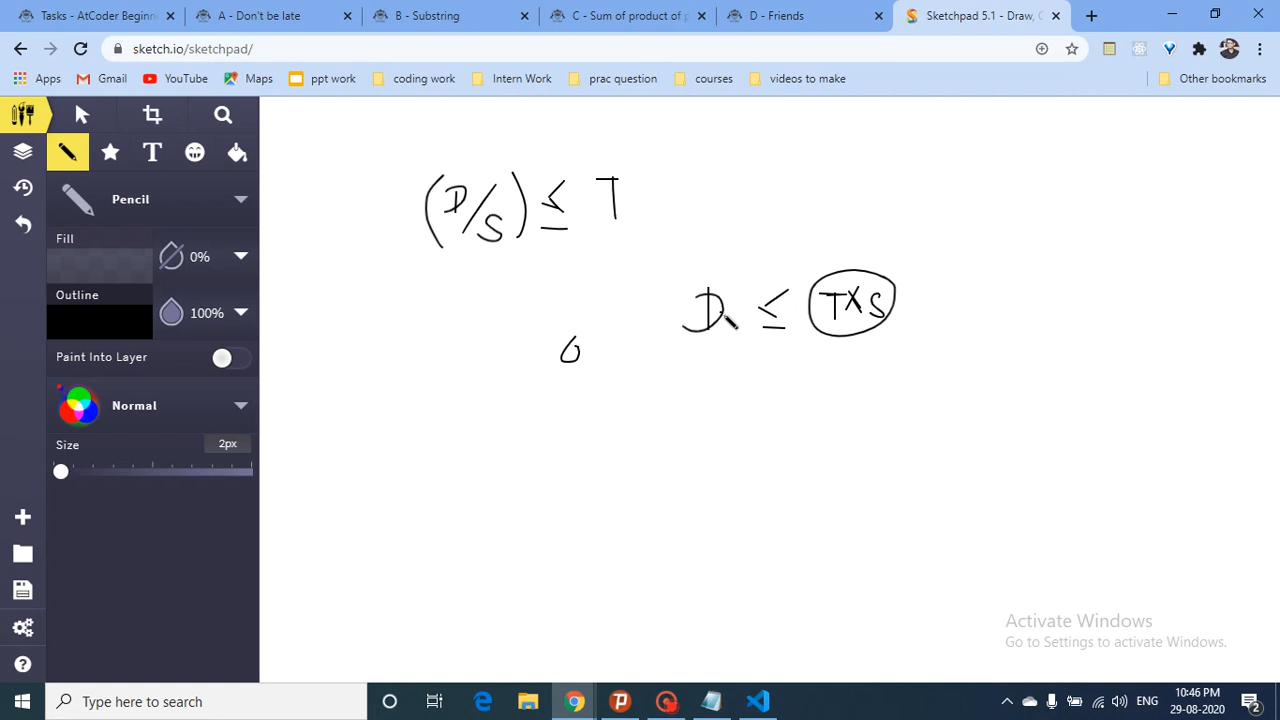 Tasks - AtCoder Beginn
A - Don't be late
B - Substring
C - Sum of product of p
D - Friends
Sketchpad 5.1 - Draw, C
sketch.io/sketchpad/
Apps
Gmail
YouTube
Maps
ppt work
coding work
Intern Work
prac question
courses
videos to make
Other bookmarks
Pencil
Fill
0%
Outline
100%
Paint Into Layer
Normal
Size
2px
(D/S) ≤ T
D ≤ T×S
Activate Windows
Go to Settings to activate Windows.
Type here to search
ENG
10:46 PM
29-08-2020
2